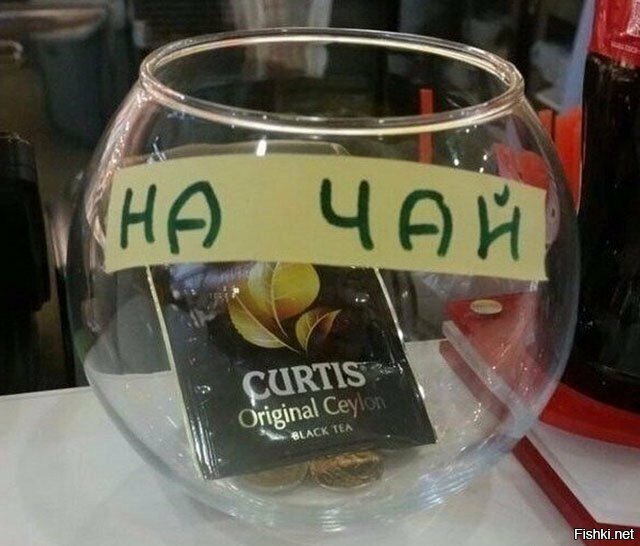 НА ЧАЙ
CURTIS
Original Ceylon
BLACK TEA
Fishki.net